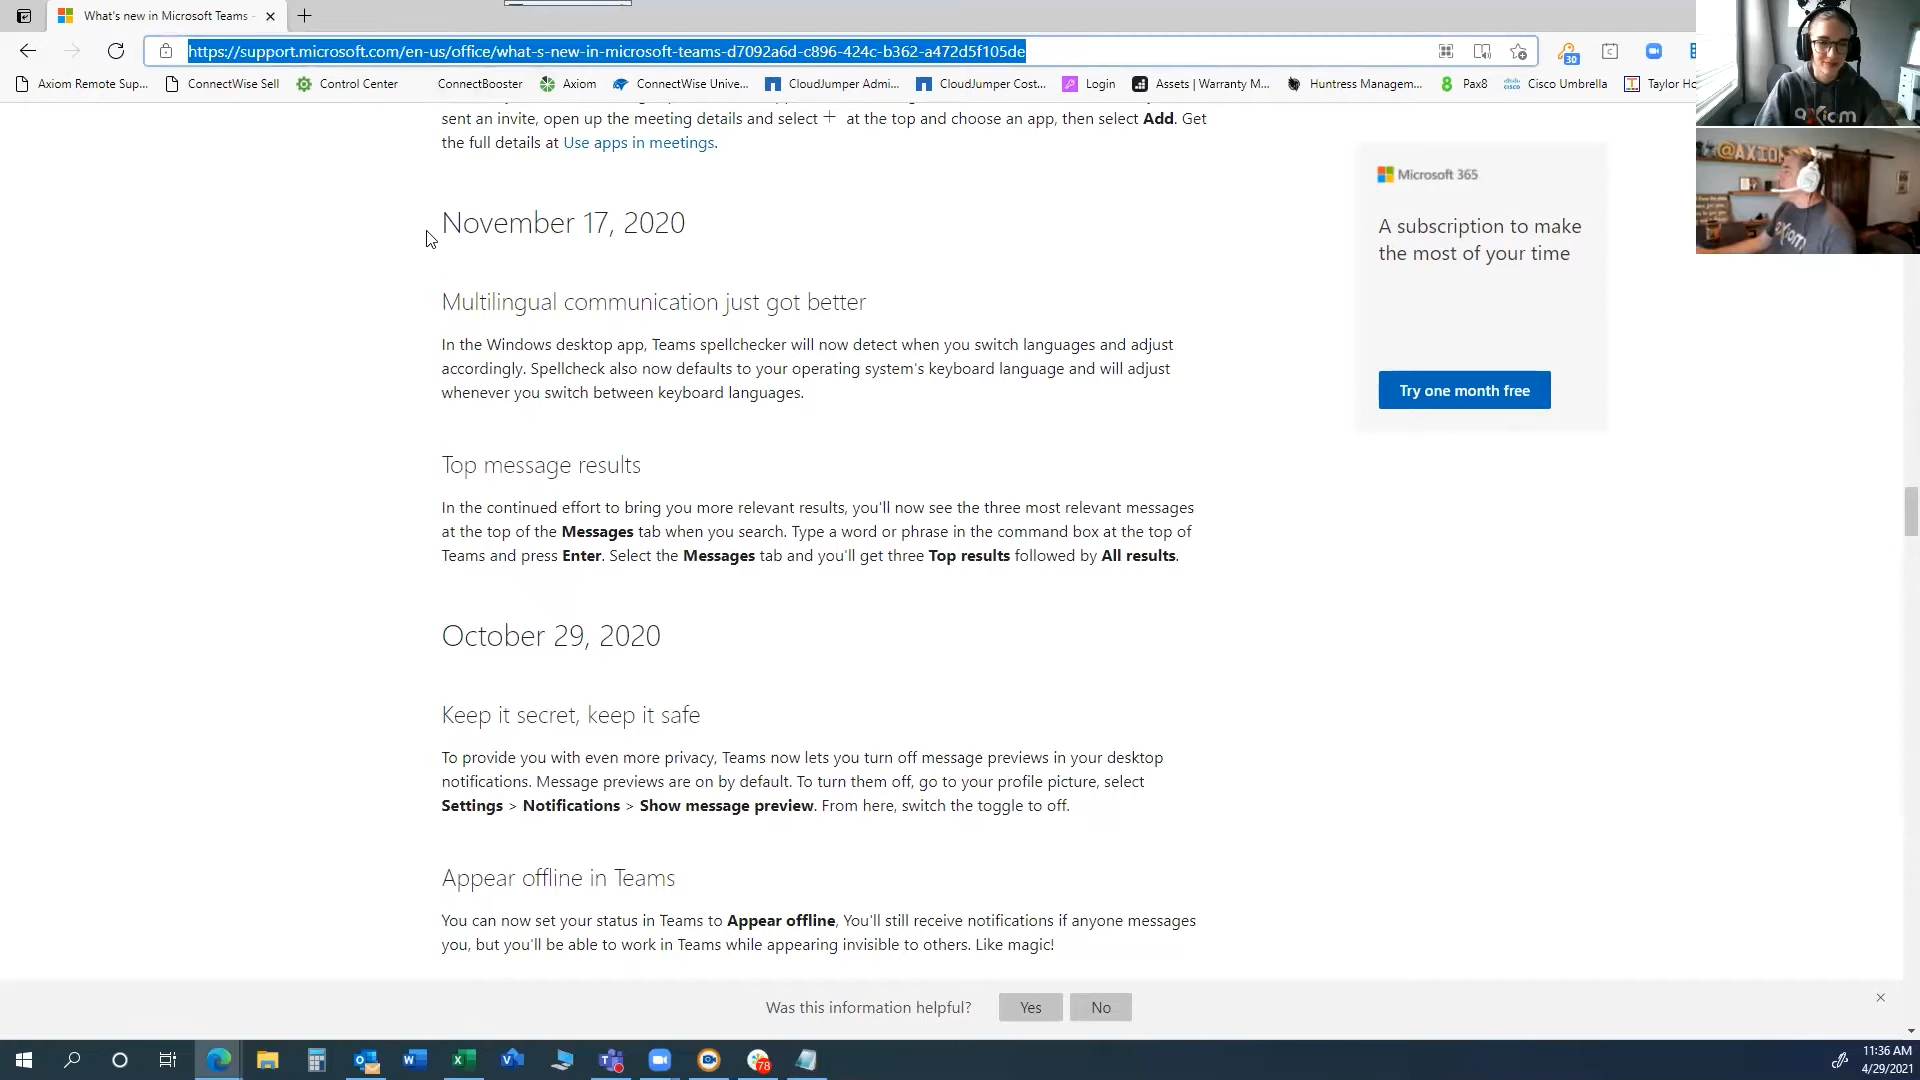 What's new in Microsoft Teams -
https://support.microsoft.com/en-us/office/what-s-new-in-microsoft-teams-d7092a6d-c896-424c-b362-a472d5f105de
30
Axiom Remote Sup... ConnectWise Sell Control Center ConnectBooster Axiom ConnectWise Unive... CloudJumper Admi... CloudJumper Cost... Login Assets | Warranty M... Huntress Managem... Pax8 Cisco Umbrella Taylor Ho
axiom
@AXIO
axiom
sent an invite, open up the meeting details and select + at the top and choose an app, then select Add. Get
the full details at Use apps in meetings.
Microsoft 365
A subscription to make
the most of your time
Try one month free
November 17, 2020
Multilingual communication just got better
In the Windows desktop app, Teams spellchecker will now detect when you switch languages and adjust
accordingly. Spellcheck also now defaults to your operating system's keyboard language and will adjust
whenever you switch between keyboard languages.
Top message results
In the continued effort to bring you more relevant results, you'll now see the three most relevant messages
at the top of the Messages tab when you search. Type a word or phrase in the command box at the top of
Teams and press Enter. Select the Messages tab and you'll get three Top results followed by All results.
October 29, 2020
Keep it secret, keep it safe
To provide you with even more privacy, Teams now lets you turn off message previews in your desktop
notifications. Message previews are on by default. To turn them off, go to your profile picture, select
Settings > Notifications > Show message preview. From here, switch the toggle to off.
Appear offline in Teams
You can now set your status in Teams to Appear offline, You'll still receive notifications if anyone messages
you, but you'll be able to work in Teams while appearing invisible to others. Like magic!
Was this information helpful? Yes No
78
11:36 AM
4/29/2021